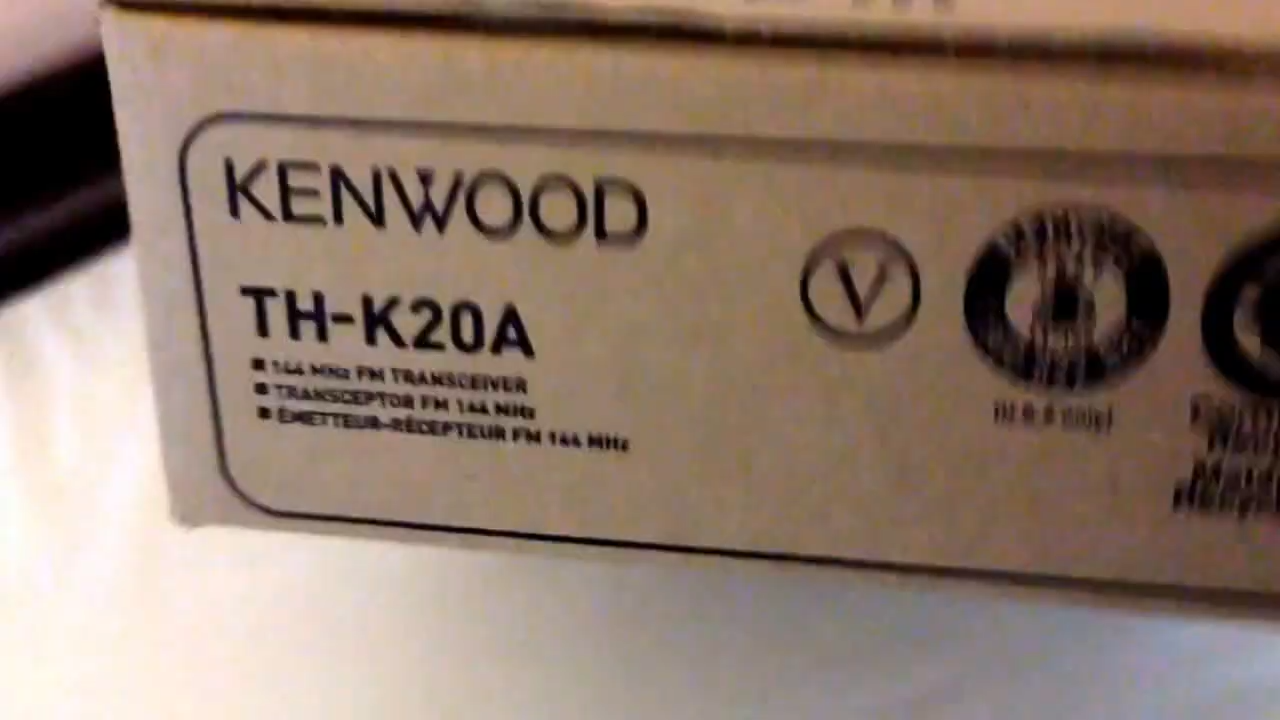 KENWOOD
TH-K20A
■ 144 MHz FM TRANSCEIVER
■ TRANSCEPTOR FM 144 MHz
■ ÉMETTEUR-RÉCEPTEUR FM 144 MHz
V